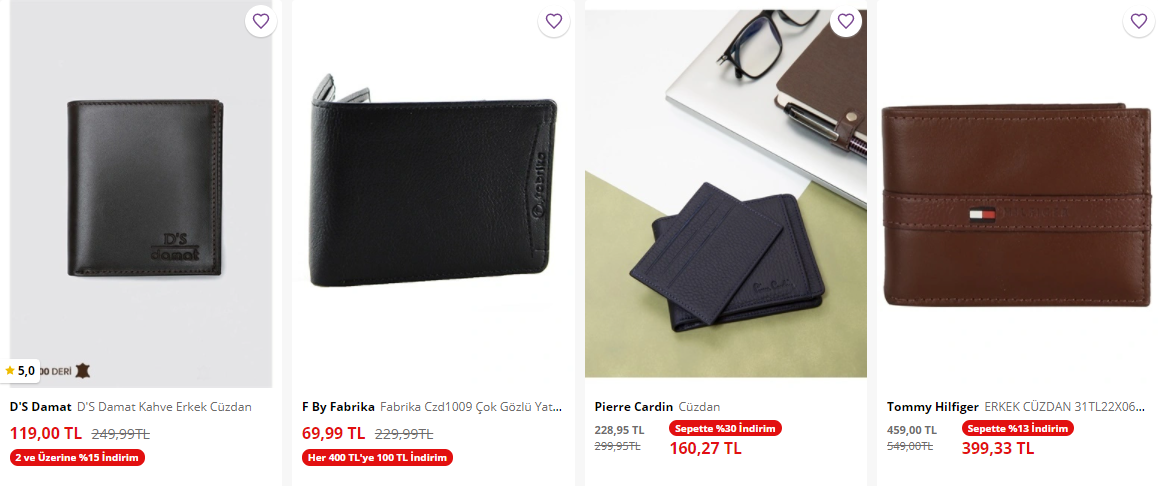 D'S
damat
fabrika
Pierre Cardin
5,0
00 DERİ
D'S Damat D'S Damat Kahve Erkek Cüzdan
119,00 TL 249,99TL
2 ve Üzerine %15 İndirim
F By Fabrika Fabrika Czd1009 Çok Gözlü Yat...
69,99 TL 229,99TL
Her 400 TL'ye 100 TL İndirim
Pierre Cardin Cüzdan
228,95 TL
299,95TL
Sepette %30 İndirim
160,27 TL
Tommy Hilfiger ERKEK CÜZDAN 31TL22X06...
459,00 TL
549,00TL
Sepette %13 İndirim
399,33 TL